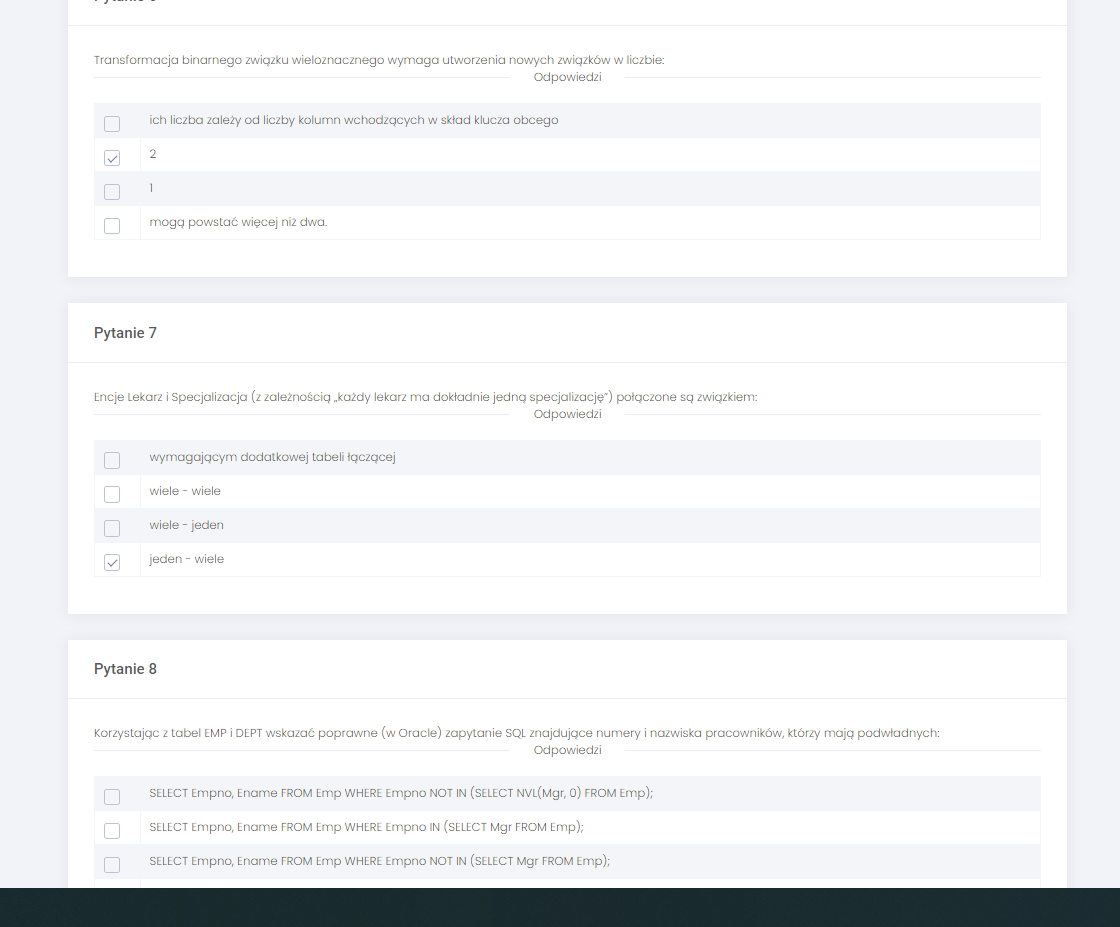 Transformacja binarnego związku wieloznacznego wymaga utworzenia nowych związków w liczbie:
Odpowiedzi
ich liczba zależy od liczby kolumn wchodzących w skład klucza obcego
2
1
mogą powstać więcej niż dwa.
Pytanie 7
Encje Lekarz i Specjalizacja (z zależnością „każdy lekarz ma dokładnie jedną specjalizację”) połączone są związkiem:
Odpowiedzi
wymagającym dodatkowej tabeli łączącej
wiele - wiele
wiele - jeden
jeden - wiele
Pytanie 8
Korzystając z tabel EMP i DEPT wskazać poprawne (w Oracle) zapytanie SQL znajdujące numery i nazwiska pracowników, którzy mają podwładnych:
Odpowiedzi
SELECT Empno, Ename FROM Emp WHERE Empno NOT IN (SELECT NVL(Mgr, 0) FROM Emp);
SELECT Empno, Ename FROM Emp WHERE Empno IN (SELECT Mgr FROM Emp);
SELECT Empno, Ename FROM Emp WHERE Empno NOT IN (SELECT Mgr FROM Emp);